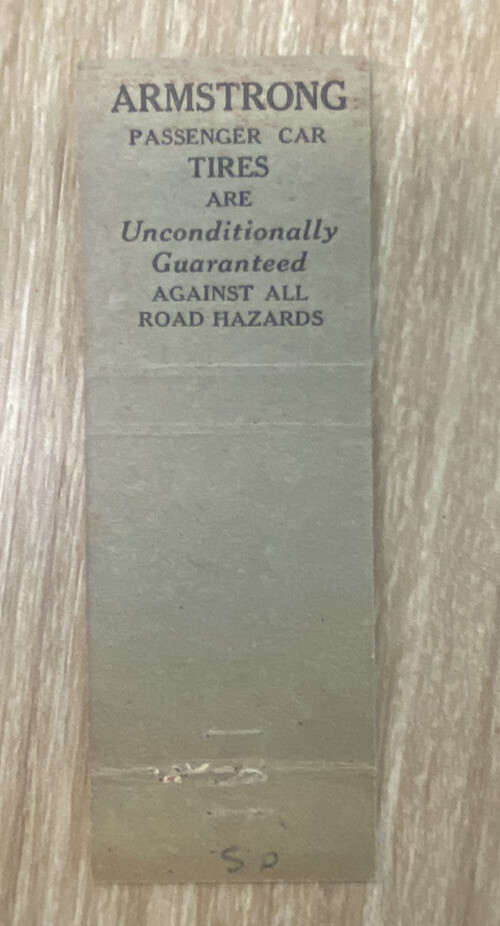 ARMSTRONG
PASSENGER CAR
TIRES
ARE
Unconditionally
Guaranteed
AGAINST ALL
ROAD HAZARDS